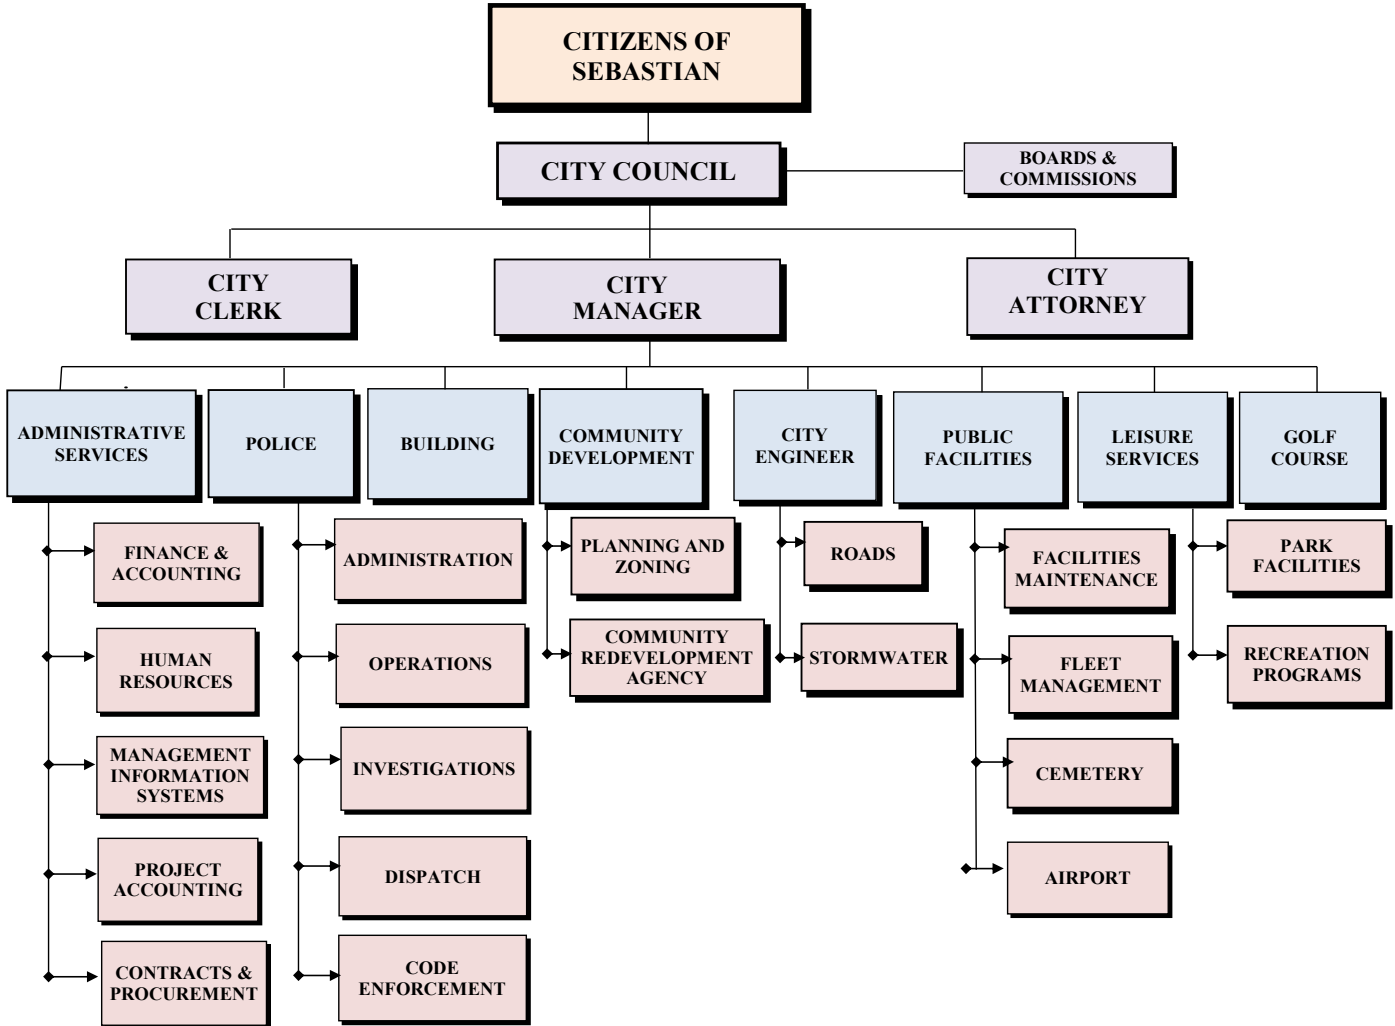 CITIZENS OF
SEBASTIAN
CITY COUNCIL
BOARDS &
COMMISSIONS
CITY
CLERK
CITY
MANAGER
CITY
ATTORNEY
ADMINISTRATIVE
SERVICES
POLICE
BUILDING
COMMUNITY
DEVELOPMENT
CITY
ENGINEER
PUBLIC
FACILITIES
LEISURE
SERVICES
GOLF
COURSE
FINANCE &
ACCOUNTING
HUMAN
RESOURCES
MANAGEMENT
INFORMATION
SYSTEMS
PROJECT
ACCOUNTING
CONTRACTS &
PROCUREMENT
ADMINISTRATION
OPERATIONS
INVESTIGATIONS
DISPATCH
CODE
ENFORCEMENT
PLANNING AND
ZONING
COMMUNITY
REDEVELOPMENT
AGENCY
ROADS
STORMWATER
FACILITIES
MAINTENANCE
FLEET
MANAGEMENT
CEMETERY
AIRPORT
PARK
FACILITIES
RECREATION
PROGRAMS